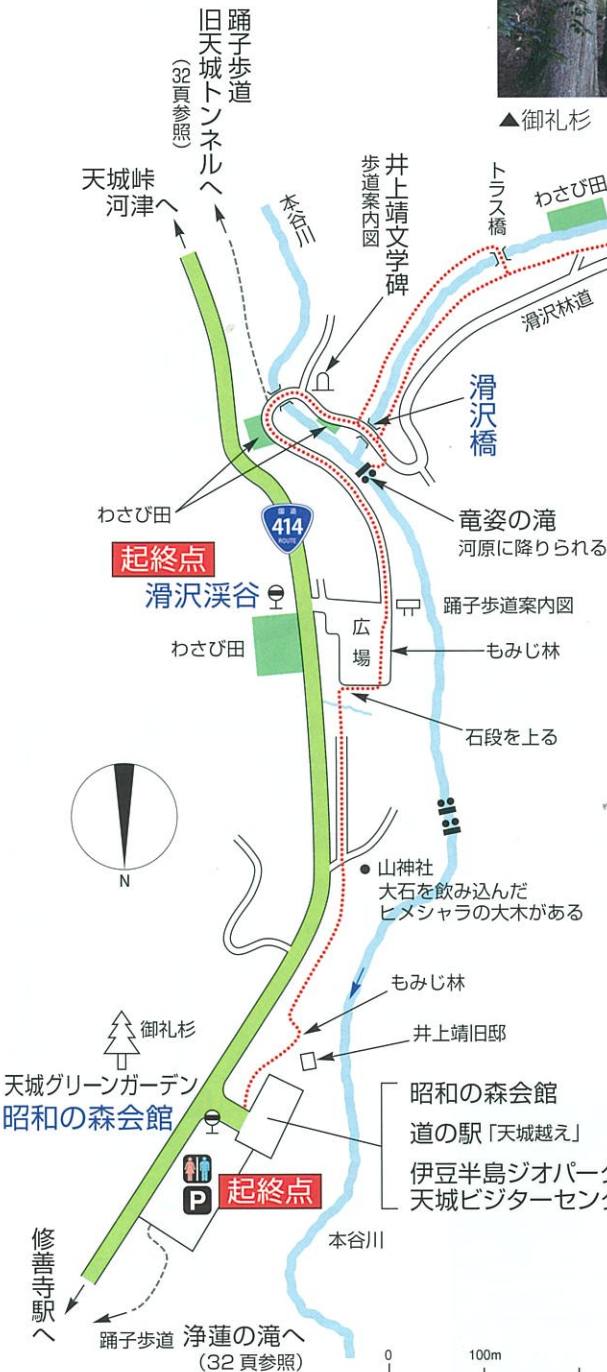 ▲御礼杉
踊子歩道
旧天城トンネルへ
(32頁参照)
天城峠
河津へ
本谷川
井上靖文学碑
歩道案内図
トラス橋
わさび田
滑沢林道
滑沢橋
わさび田
国道
414
ROUTE
竜姿の滝
河原に降りられる
起終点
滑沢渓谷
踊子歩道案内図
広場
わさび田
もみじ林
石段を上る
N
山神社
大石を飲み込んだ
ヒメシャラの大木がある
もみじ林
御礼杉
井上靖旧邸
天城グリーンガーデン
昭和の森会館
昭和の森会館
道の駅「天城越え」
伊豆半島ジオパーク
天城ビジターセンタ
P
起終点
本谷川
修善寺駅へ
踊子歩道 浄蓮の滝へ
(32頁参照)
0 100m